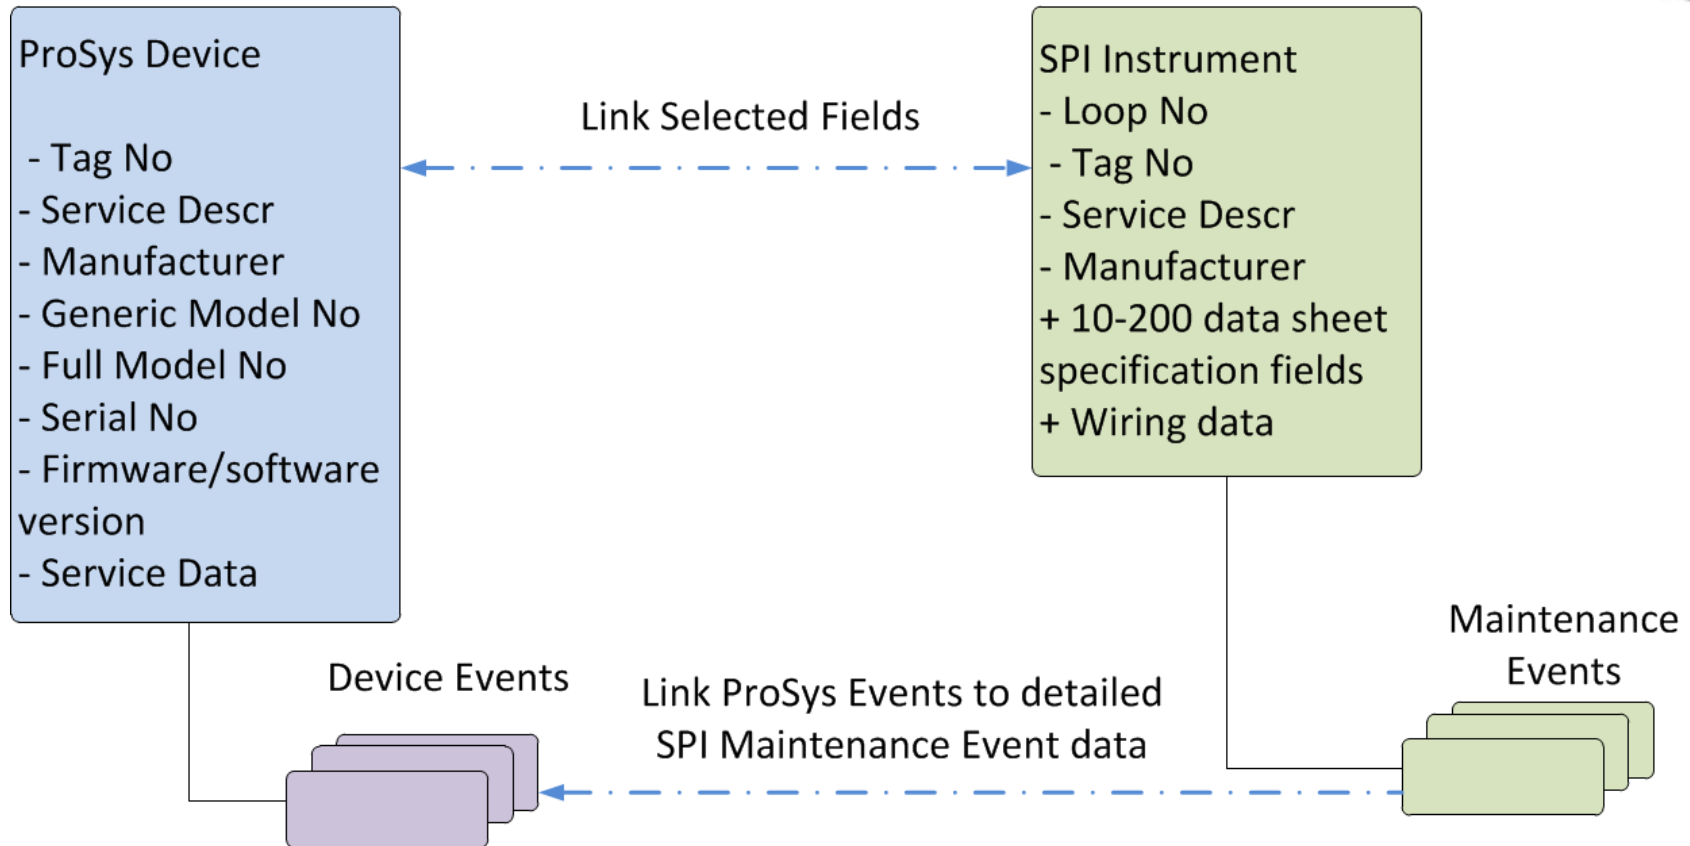 ProSys Device
- Tag No
- Service Descr
- Manufacturer
- Generic Model No
- Full Model No
- Serial No
- Firmware/software
version
- Service Data
Link Selected Fields
SPI Instrument
- Loop No
- Tag No
- Service Descr
- Manufacturer
+ 10-200 data sheet
specification fields
+ Wiring data
Device Events
Link ProSys Events to detailed
SPI Maintenance Event data
Maintenance
Events